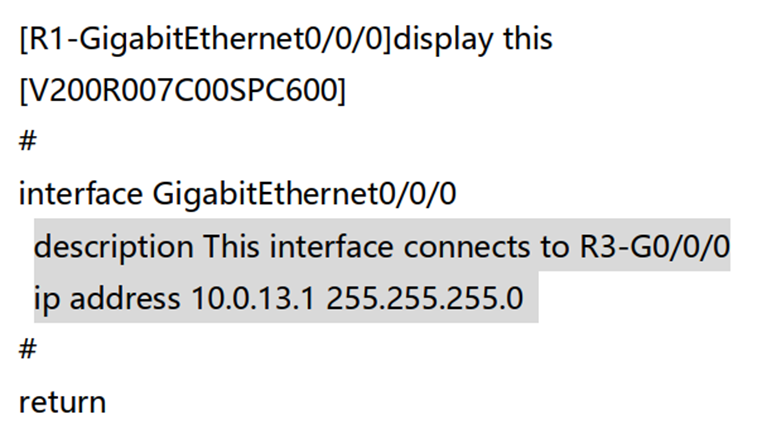 [R1-GigabitEthernet0/0/0]display this
[V200R007C00SPC600]
#
interface GigabitEthernet0/0/0
description This interface connects to R3-G0/0/0
ip address 10.0.13.1 255.255.255.0
#
return